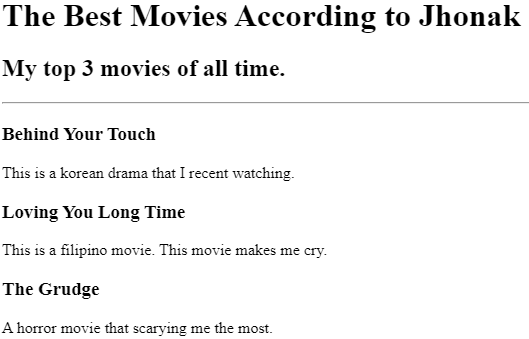 The Best Movies According to Jhonak
My top 3 movies of all time.
Behind Your Touch
This is a korean drama that I recent watching.
Loving You Long Time
This is a filipino movie. This movie makes me cry.
The Grudge
A horror movie that scarying me the most.